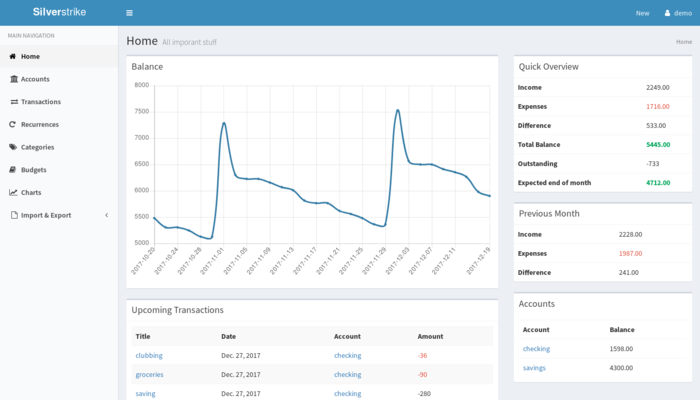 Silverstrike
New
demo
MAIN NAVIGATION
Home
Accounts
Transactions
Recurrences
Categories
Budgets
Charts
Import & Export
Home All imporant stuff
Home
Balance
8000
7500
7000
6500
6000
5500
5000
2017-10-20
2017-10-24
2017-10-28
2017-11-01
2017-11-05
2017-11-09
2017-11-13
2017-11-17
2017-11-21
2017-11-25
2017-11-29
2017-12-03
2017-12-07
2017-12-11
2017-12-19
Upcoming Transactions
Title Date Account Amount
clubbing Dec. 27, 2017 checking -36
groceries Dec. 27, 2017 checking -90
saving Dec. 27, 2017 checking -280
Quick Overview
Income 2249.00
Expenses 1716.00
Difference 533.00
Total Balance 5445.00
Outstanding -733
Expected end of month 4712.00
Previous Month
Income 2228.00
Expenses 1987.00
Difference 241.00
Accounts
Account Balance
checking 1598.00
savings 4300.00